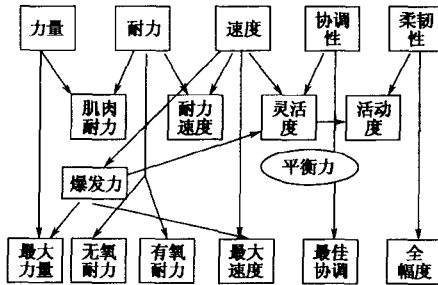 力量
耐力
速度
协调
性
柔韧
性
肌肉
耐力
耐力
速度
灵活
度
活动
度
爆发力
平衡力
最大
力量
无氧
耐力
有氧
耐力
最大
速度
最佳
协调
全
幅度